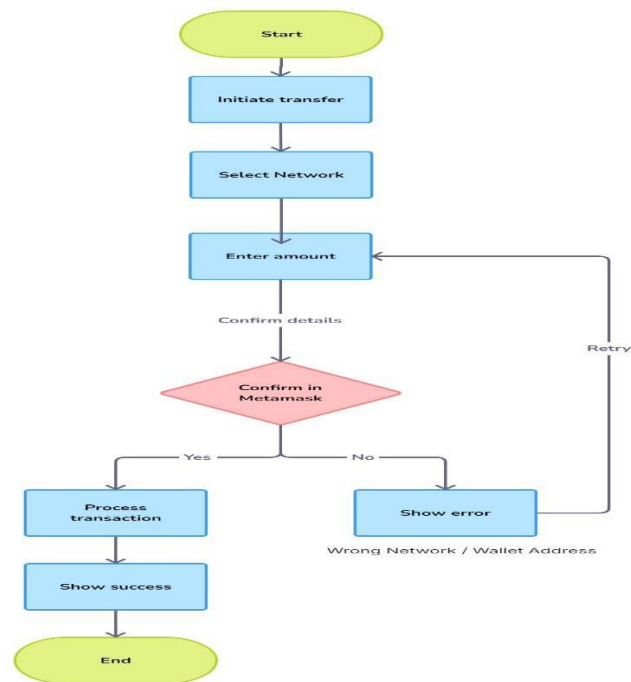 Start
Initiate transfer
Select Network
Enter amount
Confirm details
Retry
Confirm in
Metamask
Yes
No
Process
transaction
Show error
Wrong Network / Wallet Address
Show success
End